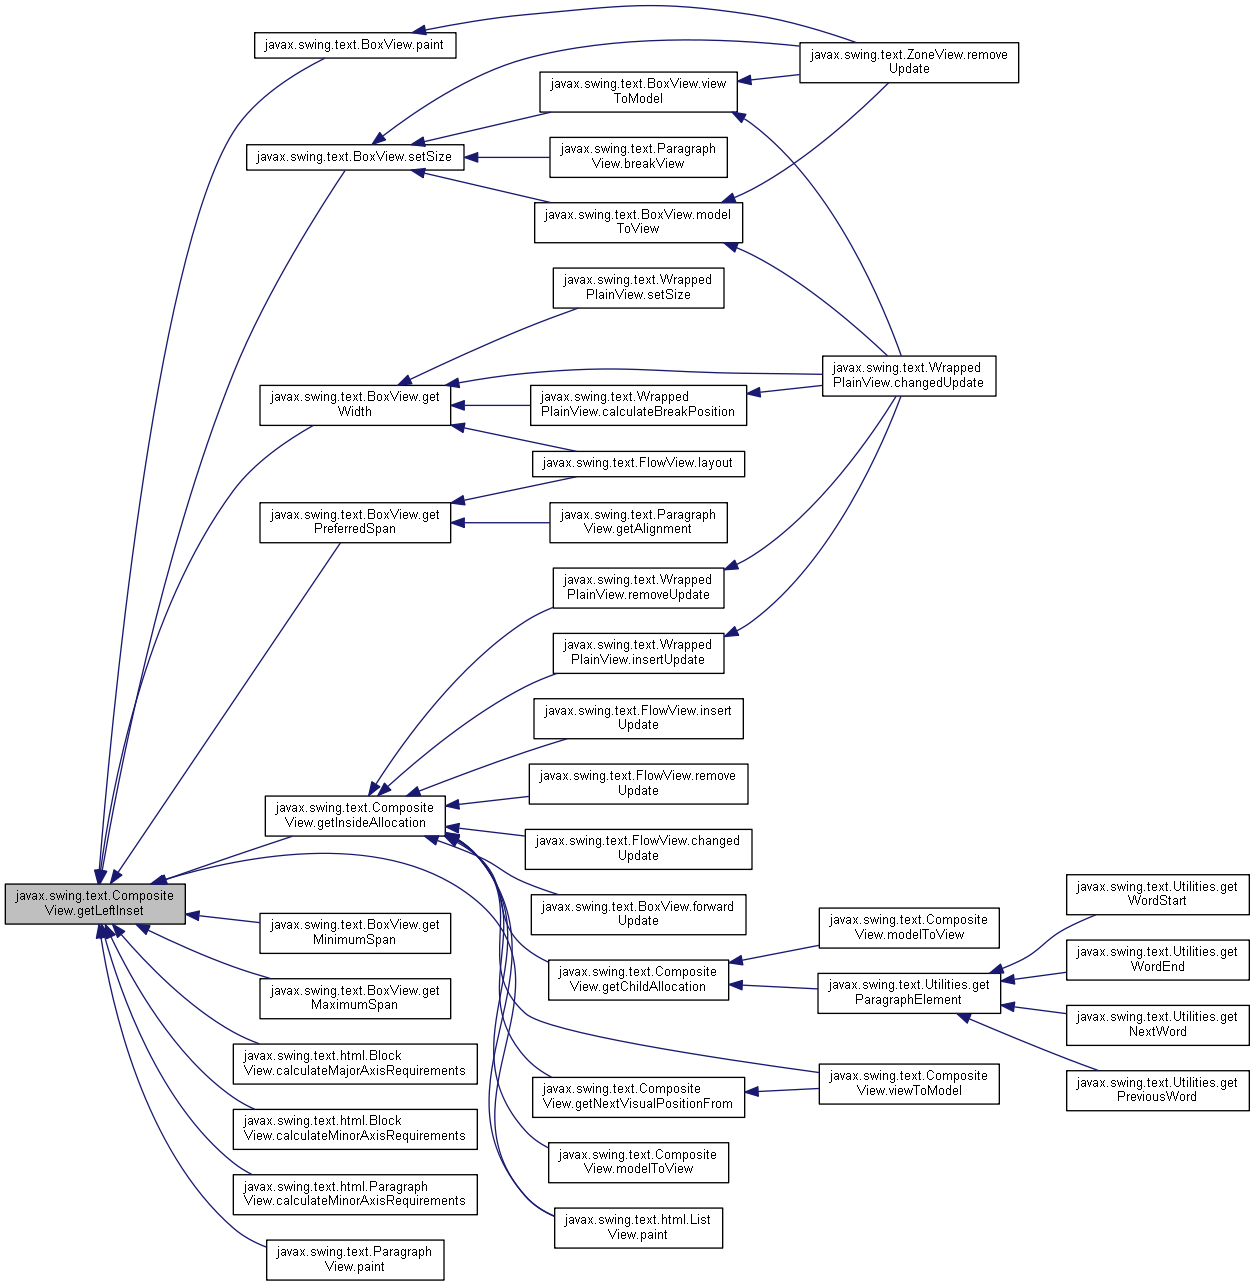 javax.swing.text.BoxView.paint
javax.swing.text.ZoneView.remove
Update
javax.swing.text.BoxView.view
ToModel
javax.swing.text.BoxView.setSize
javax.swing.text.Paragraph
View.breakView
javax.swing.text.BoxView.model
ToView
javax.swing.text.Wrapped
PlainView.setSize
javax.swing.text.Wrapped
PlainView.changedUpdate
javax.swing.text.BoxView.get
Width
javax.swing.text.Wrapped
PlainView.calculateBreakPosition
javax.swing.text.FlowView.layout
javax.swing.text.BoxView.get
PreferredSpan
javax.swing.text.Paragraph
View.getAlignment
javax.swing.text.Wrapped
PlainView.removeUpdate
javax.swing.text.Wrapped
PlainView.insertUpdate
javax.swing.text.FlowView.insert
Update
javax.swing.text.FlowView.remove
Update
javax.swing.text.Composite
View.getInsideAllocation
javax.swing.text.FlowView.changed
Update
javax.swing.text.Composite
View.getLeftInset
javax.swing.text.BoxView.forward
Update
javax.swing.text.Utilities.get
WordStart
javax.swing.text.BoxView.get
MinimumSpan
javax.swing.text.Composite
View.modelToView
javax.swing.text.Utilities.get
WordEnd
javax.swing.text.Composite
View.getChildAllocation
javax.swing.text.Utilities.get
ParagraphElement
javax.swing.text.BoxView.get
MaximumSpan
javax.swing.text.Utilities.get
NextWord
javax.swing.text.html.Block
View.calculateMajorAxisRequirements
javax.swing.text.Composite
View.viewToModel
javax.swing.text.Utilities.get
PreviousWord
javax.swing.text.Composite
View.getNextVisualPositionFrom
javax.swing.text.html.Block
View.calculateMinorAxisRequirements
javax.swing.text.Composite
View.modelToView
javax.swing.text.html.Paragraph
View.calculateMinorAxisRequirements
javax.swing.text.html.List
View.paint
javax.swing.text.Paragraph
View.paint